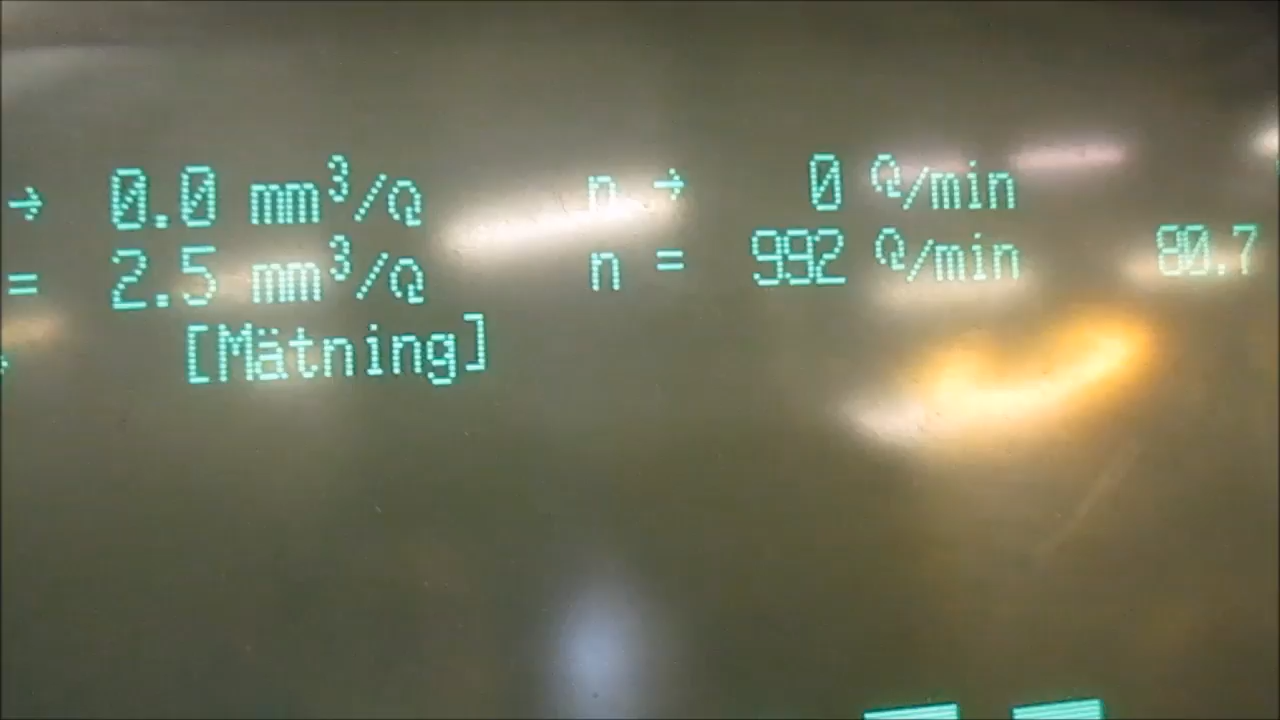 → 0.0 mm³/Q n → 0 Q/min
= 2.5 mm³/Q n = 992 Q/min 80.7
[Mätning]